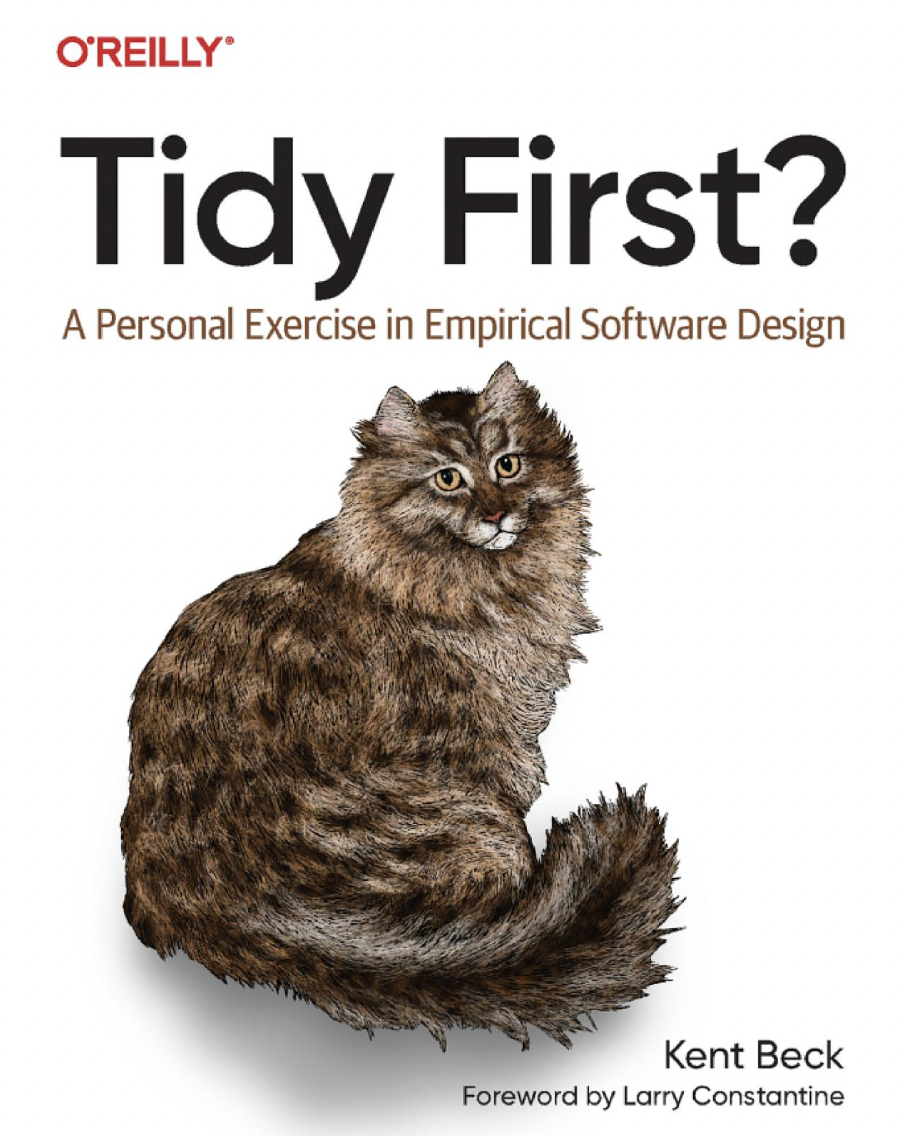 O'REILLY®
Tidy First?
A Personal Exercise in Empirical Software Design
Kent Beck
Foreword by Larry Constantine